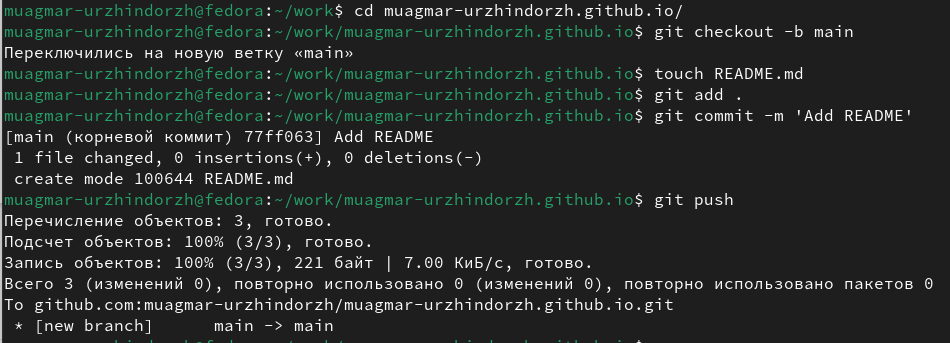 muagmar-urzhindorzh@fedora:~/work$ cd muagmar-urzhindorzh.github.io/
muagmar-urzhindorzh@fedora:~/work/muagmar-urzhindorzh.github.io$ git checkout -b main
Переключились на новую ветку «main»
muagmar-urzhindorzh@fedora:~/work/muagmar-urzhindorzh.github.io$ touch README.md
muagmar-urzhindorzh@fedora:~/work/muagmar-urzhindorzh.github.io$ git add .
muagmar-urzhindorzh@fedora:~/work/muagmar-urzhindorzh.github.io$ git commit -m 'Add README'
[main (корневой коммит) 77ff063] Add README
 1 file changed, 0 insertions(+), 0 deletions(-)
 create mode 100644 README.md
muagmar-urzhindorzh@fedora:~/work/muagmar-urzhindorzh.github.io$ git push
Перечисление объектов: 3, готово.
Подсчет объектов: 100% (3/3), готово.
Запись объектов: 100% (3/3), 221 байт | 7.00 КиБ/с, готово.
Всего 3 (изменений 0), повторно использовано 0 (изменений 0), повторно использовано пакетов 0
To github.com:muagmar-urzhindorzh/muagmar-urzhindorzh.github.io.git
 * [new branch]      main -> main